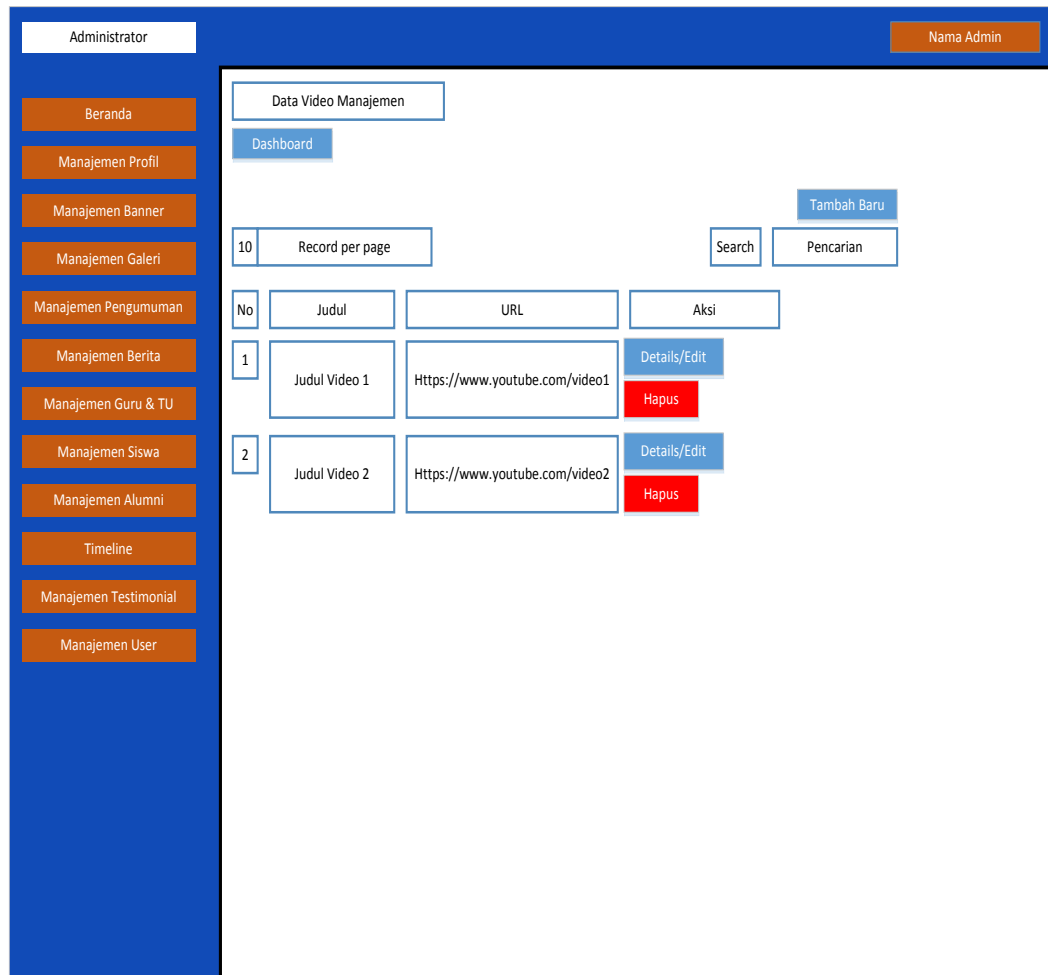 Administrator
Nama Admin
Beranda
Manajemen Profil
Manajemen Banner
Manajemen Galeri
Manajemen Pengumuman
Manajemen Berita
Manajemen Guru & TU
Manajemen Siswa
Manajemen Alumni
Timeline
Manajemen Testimonial
Manajemen User
Data Video Manajemen
Dashboard
Tambah Baru
10 Record per page Search Pencarian
No Judul URL Aksi
1 Judul Video 1 Https://www.youtube.com/video1 Details/Edit
Hapus
2 Judul Video 2 Https://www.youtube.com/video2 Details/Edit
Hapus